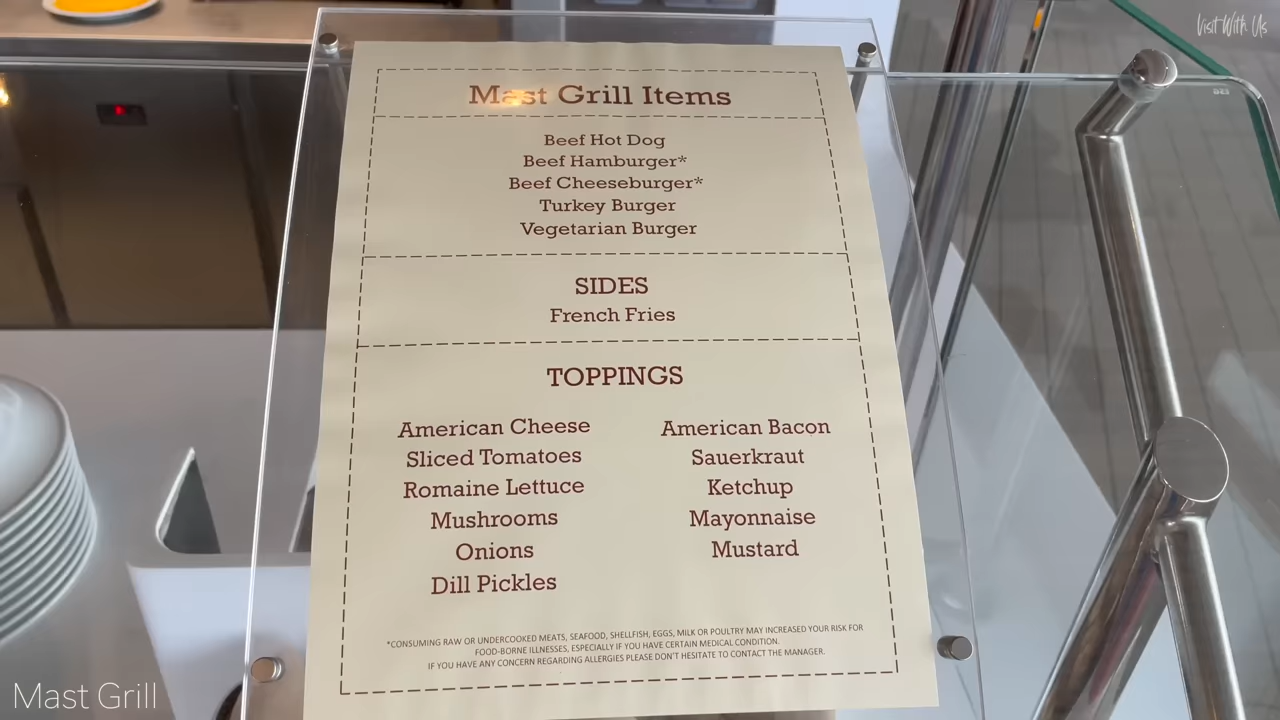 Visit With Us
Mast Grill Items
Beef Hot Dog
Beef Hamburger*
Beef Cheeseburger*
Turkey Burger
Vegetarian Burger
SIDES
French Fries
TOPPINGS
American Cheese
Sliced Tomatoes
Romaine Lettuce
Mushrooms
Onions
Dill Pickles
American Bacon
Sauerkraut
Ketchup
Mayonnaise
Mustard
*CONSUMING RAW OR UNDERCOOKED MEATS, SEAFOOD, SHELLFISH, EGGS, MILK OR POULTRY MAY INCREASED YOUR RISK FOR
FOOD-BORNE ILLNESSES, ESPECIALLY IF YOU HAVE CERTAIN MEDICAL CONDITION.
IF YOU HAVE ANY CONCERN REGARDING ALLERGIES PLEASE DON'T HESITATE TO CONTACT THE MANAGER.
Mast Grill